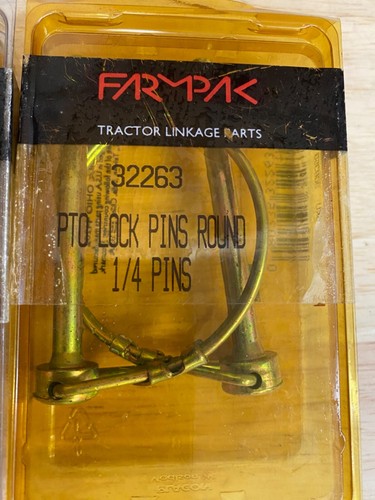 FARMPAK
TRACTOR LINKAGE PARTS
32263
PTO LOCK PINS ROUND
1/4 PINS